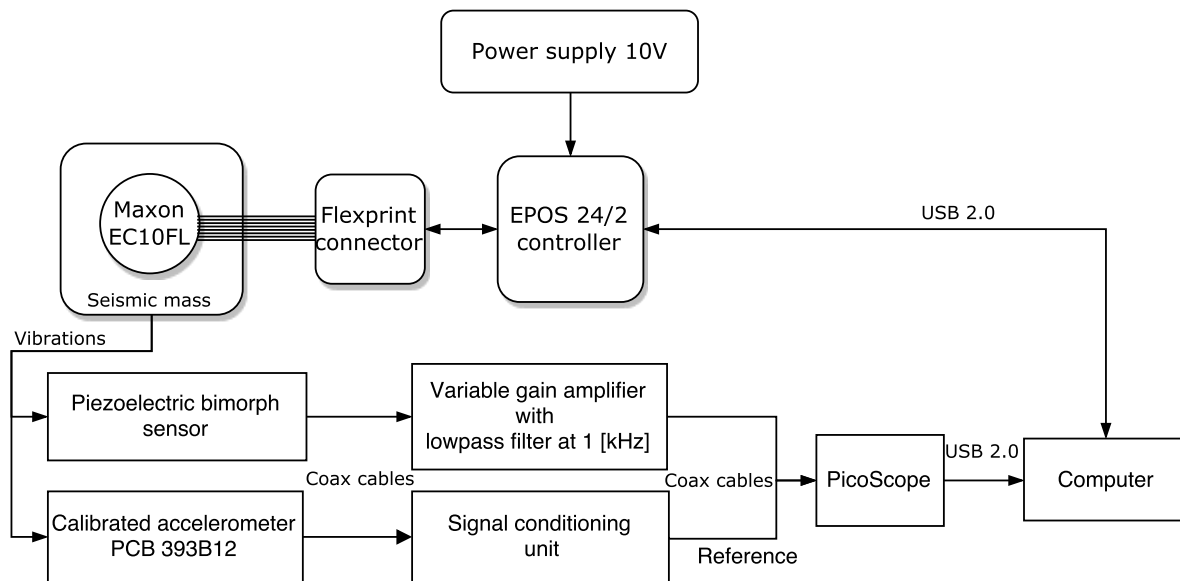 Power supply 10V
Maxon
EC10FL
Flexprint
connector
EPOS 24/2
controller
USB 2.0
Seismic mass
Vibrations
Piezoelectric bimorph
sensor
Variable gain amplifier
with
lowpass filter at 1 [kHz]
Coax cables
Coax cables
PicoScope
USB 2.0
Computer
Calibrated accelerometer
PCB 393B12
Signal conditioning
unit
Reference